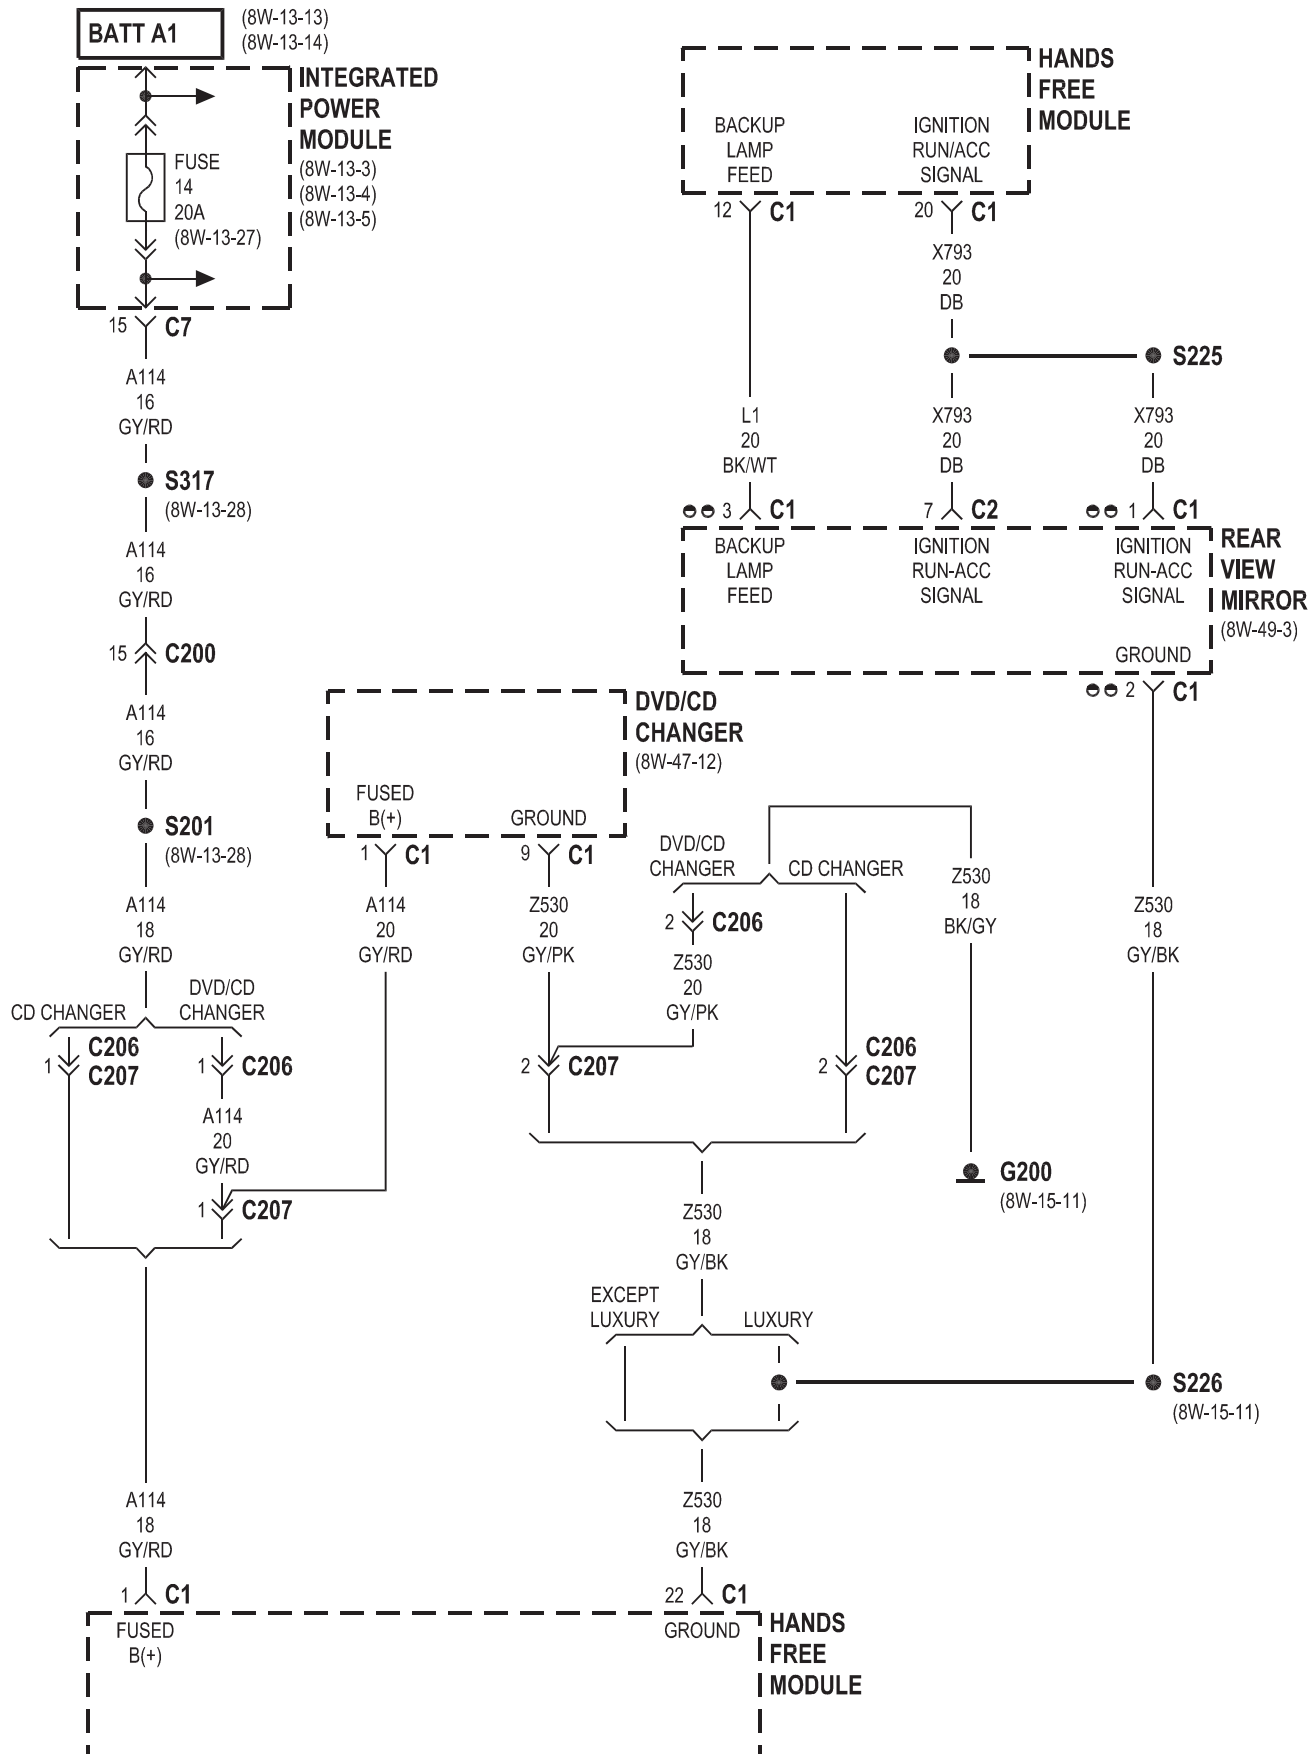 BATT A1
(8W-13-13)
(8W-13-14)
INTEGRATED
POWER
MODULE
(8W-13-3)
(8W-13-4)
(8W-13-5)
FUSE
14
20A
(8W-13-27)
15 C7
A114
16
GY/RD
S317
(8W-13-28)
A114
16
GY/RD
15 C200
A114
16
GY/RD
S201
(8W-13-28)
A114
18
GY/RD
CD CHANGER
DVD/CD
CHANGER
1 C206
C207
1 C206
A114
20
GY/RD
1 C207
A114
18
GY/RD
1 C1
FUSED
B(+)
HANDS
FREE
MODULE
BACKUP
LAMP
FEED
IGNITION
RUN/ACC
SIGNAL
12 C1
20 C1
X793
20
DB
S225
L1
20
BK/WT
X793
20
DB
X793
20
DB
3 C1
7 C2
1 C1
BACKUP
LAMP
FEED
IGNITION
RUN-ACC
SIGNAL
IGNITION
RUN-ACC
SIGNAL
REAR
VIEW
MIRROR
(8W-49-3)
GROUND
2 C1
DVD/CD
CHANGER
(8W-47-12)
FUSED
B(+)
GROUND
1 C1
9 C1
A114
20
GY/RD
Z530
20
GY/PK
DVD/CD
CHANGER
CD CHANGER
2 C206
Z530
20
GY/PK
Z530
18
BK/GY
Z530
18
GY/BK
2 C207
2 C206
C207
G200
(8W-15-11)
Z530
18
GY/BK
EXCEPT
LUXURY
LUXURY
S226
(8W-15-11)
Z530
18
GY/BK
22 C1
GROUND
HANDS
FREE
MODULE